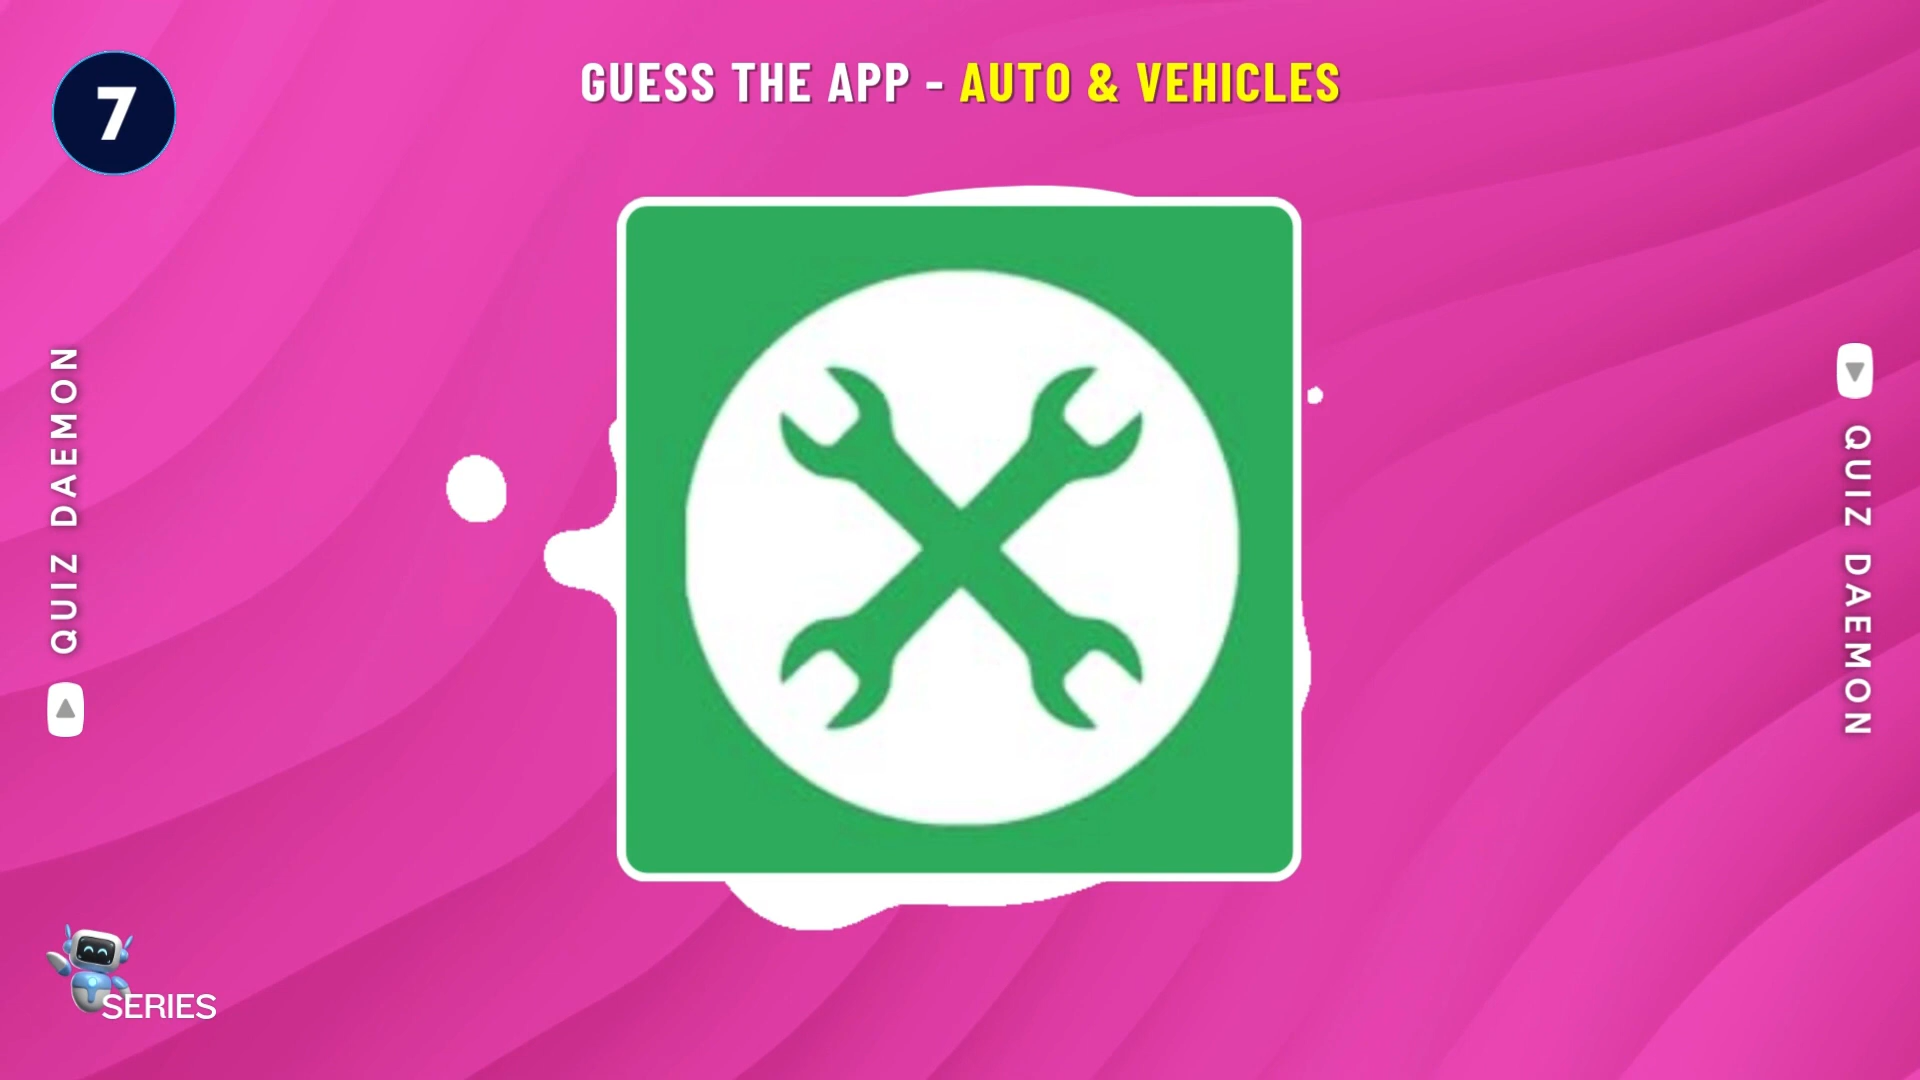 7
GUESS THE APP - AUTO & VEHICLES
QUIZ DAEMON
QUIZ DAEMON
SERIES